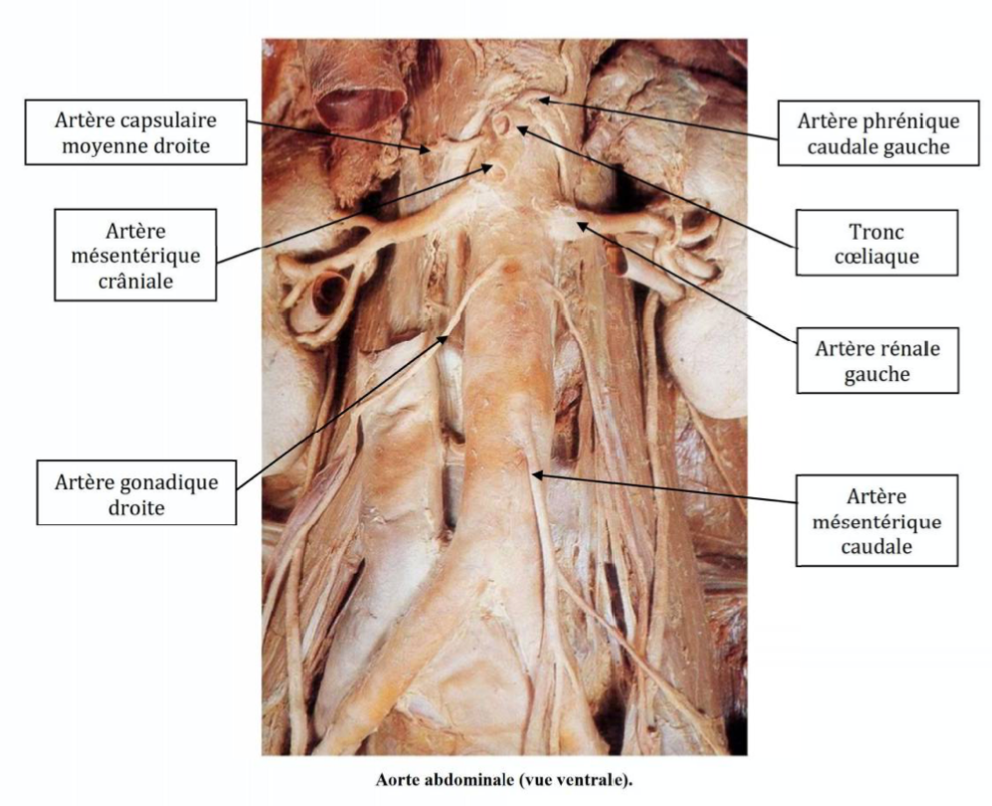 Artère capsulaire
moyenne droite
Artère
mésentérique
crâniale
Artère gonadique
droite
Artère phrénique
caudale gauche
Tronc
cœliaque
Artère rénale
gauche
Artère
mésentérique
caudale
Aorte abdominale (vue ventrale).